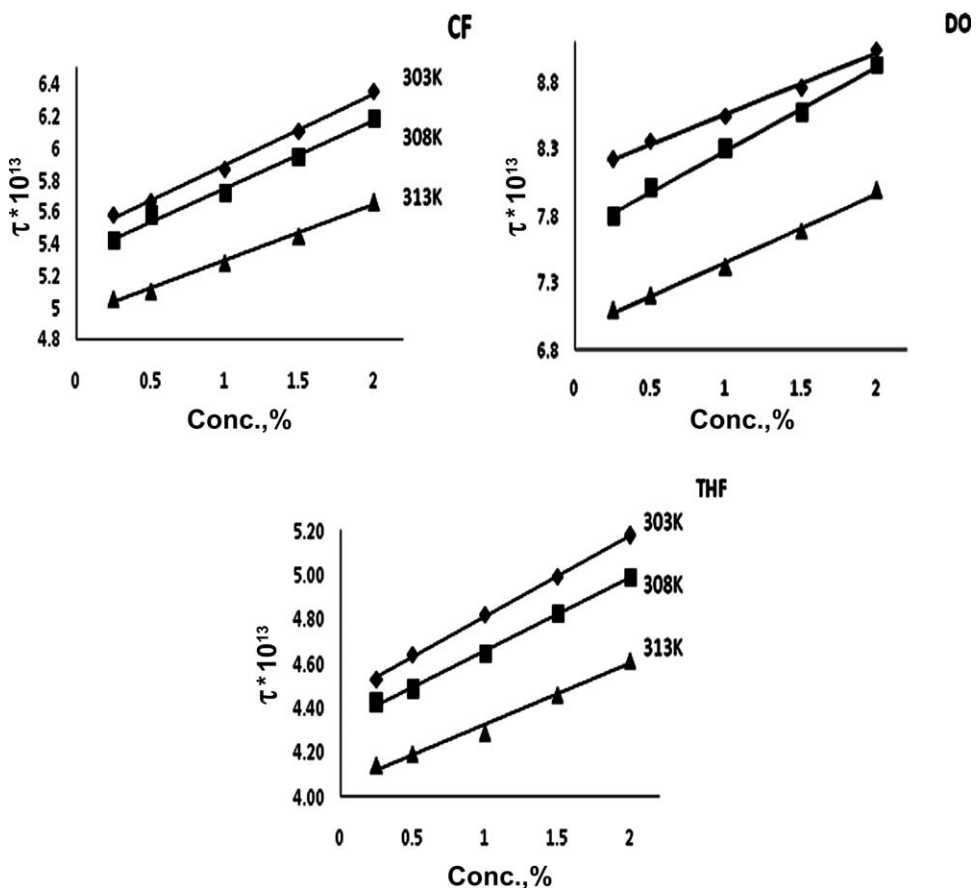 CF
6.4
6.2
6
5.8
5.6
5.4
5.2
5
4.8
τ*10¹³
303K
308K
313K
0 0.5 1 1.5 2
Conc.,%
DO
8.8
8.3
7.8
7.3
6.8
τ*10¹³
0 0.5 1 1.5 2
Conc.,%
THF
5.20
5.00
4.80
4.60
4.40
4.20
4.00
τ*10¹³
303K
308K
313K
0 0.5 1 1.5 2
Conc.,%